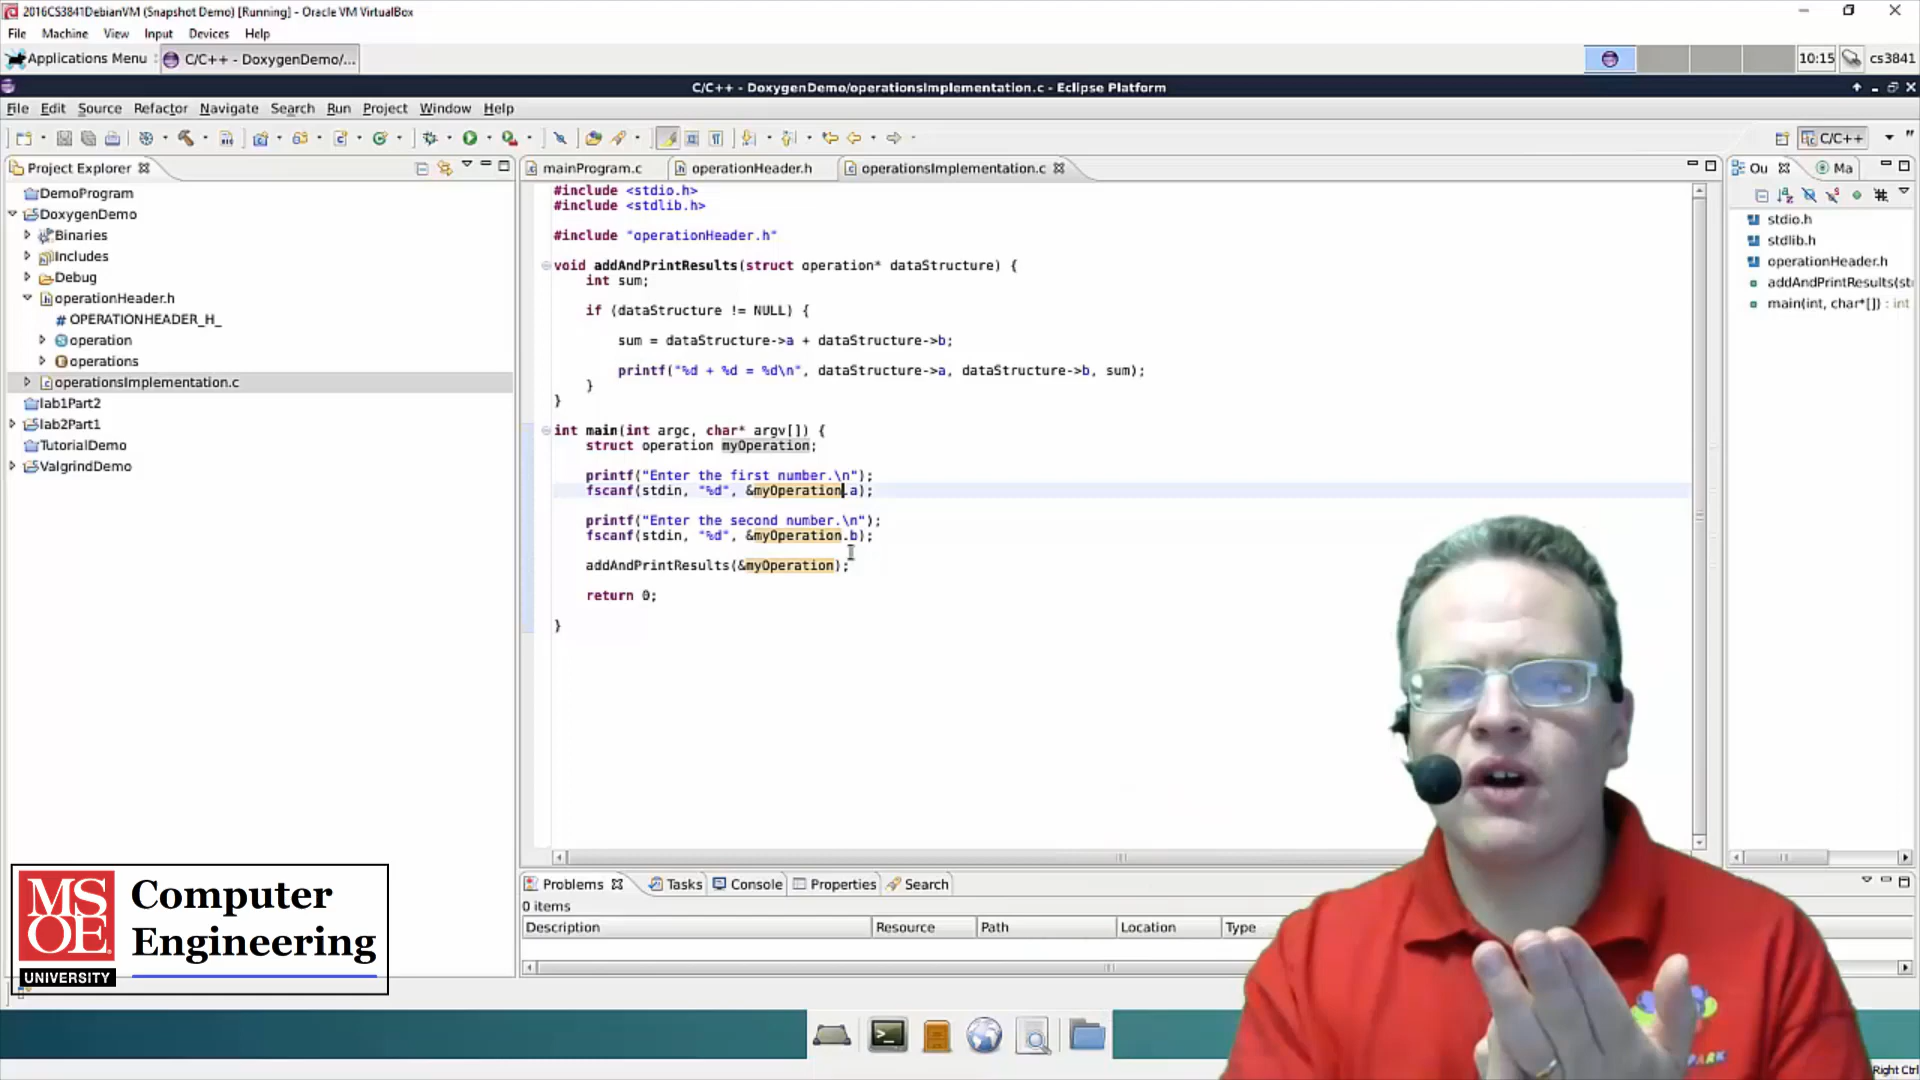 2016CS3841DebianVM (Snapshot Demo) [Running] - Oracle VM VirtualBox
File Machine View Input Devices Help
Applications Menu C/C++ - DoxygenDemo/... 10:15 cs3841
C/C++ - DoxygenDemo/operationsImplementation.c - Eclipse Platform
File Edit Source Refactor Navigate Search Run Project Window Help
C/C++
Project Explorer
DemoProgram
DoxygenDemo
Binaries
Includes
Debug
operationHeader.h
# OPERATIONHEADER_H_
operation
operations
operationsImplementation.c
lab1Part2
lab2Part1
TutorialDemo
ValgrindDemo
mainProgram.c operationHeader.h operationsImplementation.c
#include <stdio.h>
#include <stdlib.h>
#include "operationHeader.h"
void addAndPrintResults(struct operation* dataStructure) {
int sum;
if (dataStructure != NULL) {
sum = dataStructure->a + dataStructure->b;
printf("%d + %d = %d\n", dataStructure->a, dataStructure->b, sum);
}
}
int main(int argc, char* argv[]) {
struct operation myOperation;
printf("Enter the first number.\n");
fscanf(stdin, "%d", &myOperation.a);
printf("Enter the second number.\n");
fscanf(stdin, "%d", &myOperation.b);
addAndPrintResults(&myOperation);
return 0;
}
Ou Ma
stdio.h
stdlib.h
operationHeader.h
addAndPrintResults(st
main(int, char*[]) : int
Problems Tasks Console Properties Search
0 items
Description Resource Path Location Type
MSOE
UNIVERSITY
Computer
Engineering
PARK
Right Ctrl